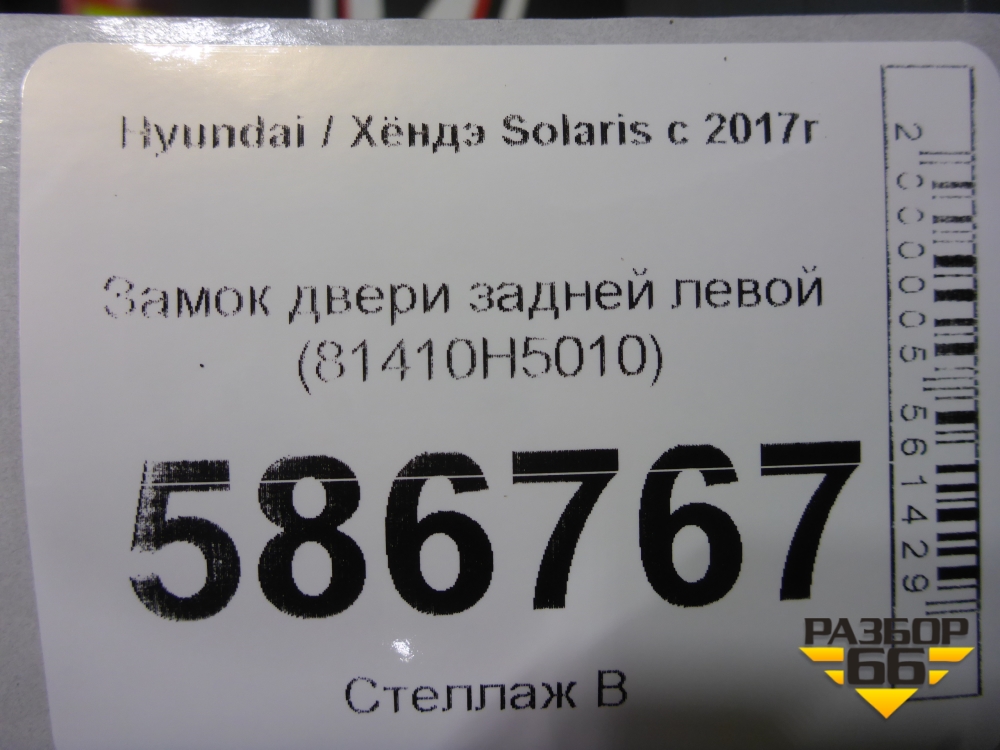 Hyundai / Хёндэ Solaris с 2017г
Замок двери задней левой
(81410H5010)
586767
Стеллаж В
2000005561429
РАЗБОР
66